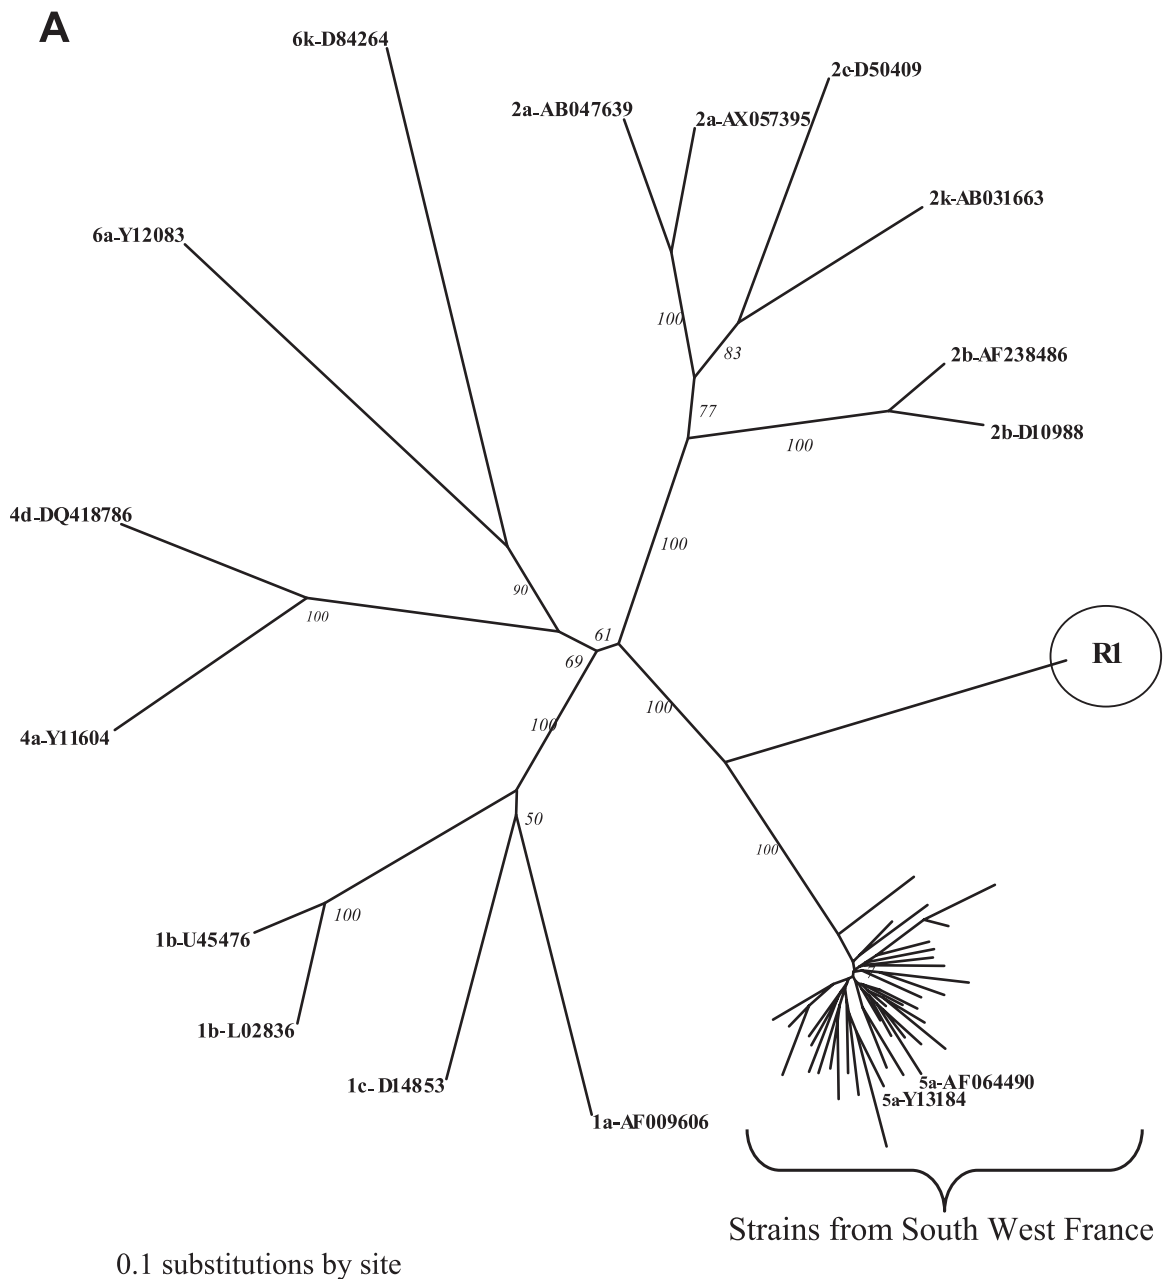 A
6k-D84264
2c-D50409
2a-AB047639
2a-AX057395
2k-AB031663
6a-Y12083
100
83
2b-AF238486
77
2b-D10988
100
4d-DQ418786
100
90
100
61
R1
69
100
100
4a-Y11604
50
100
100
1b-U45476
1b-L02836
5a-AF064490
1c-D14853
5a-Y13184
1a-AF009606
Strains from South West France
0.1 substitutions by site